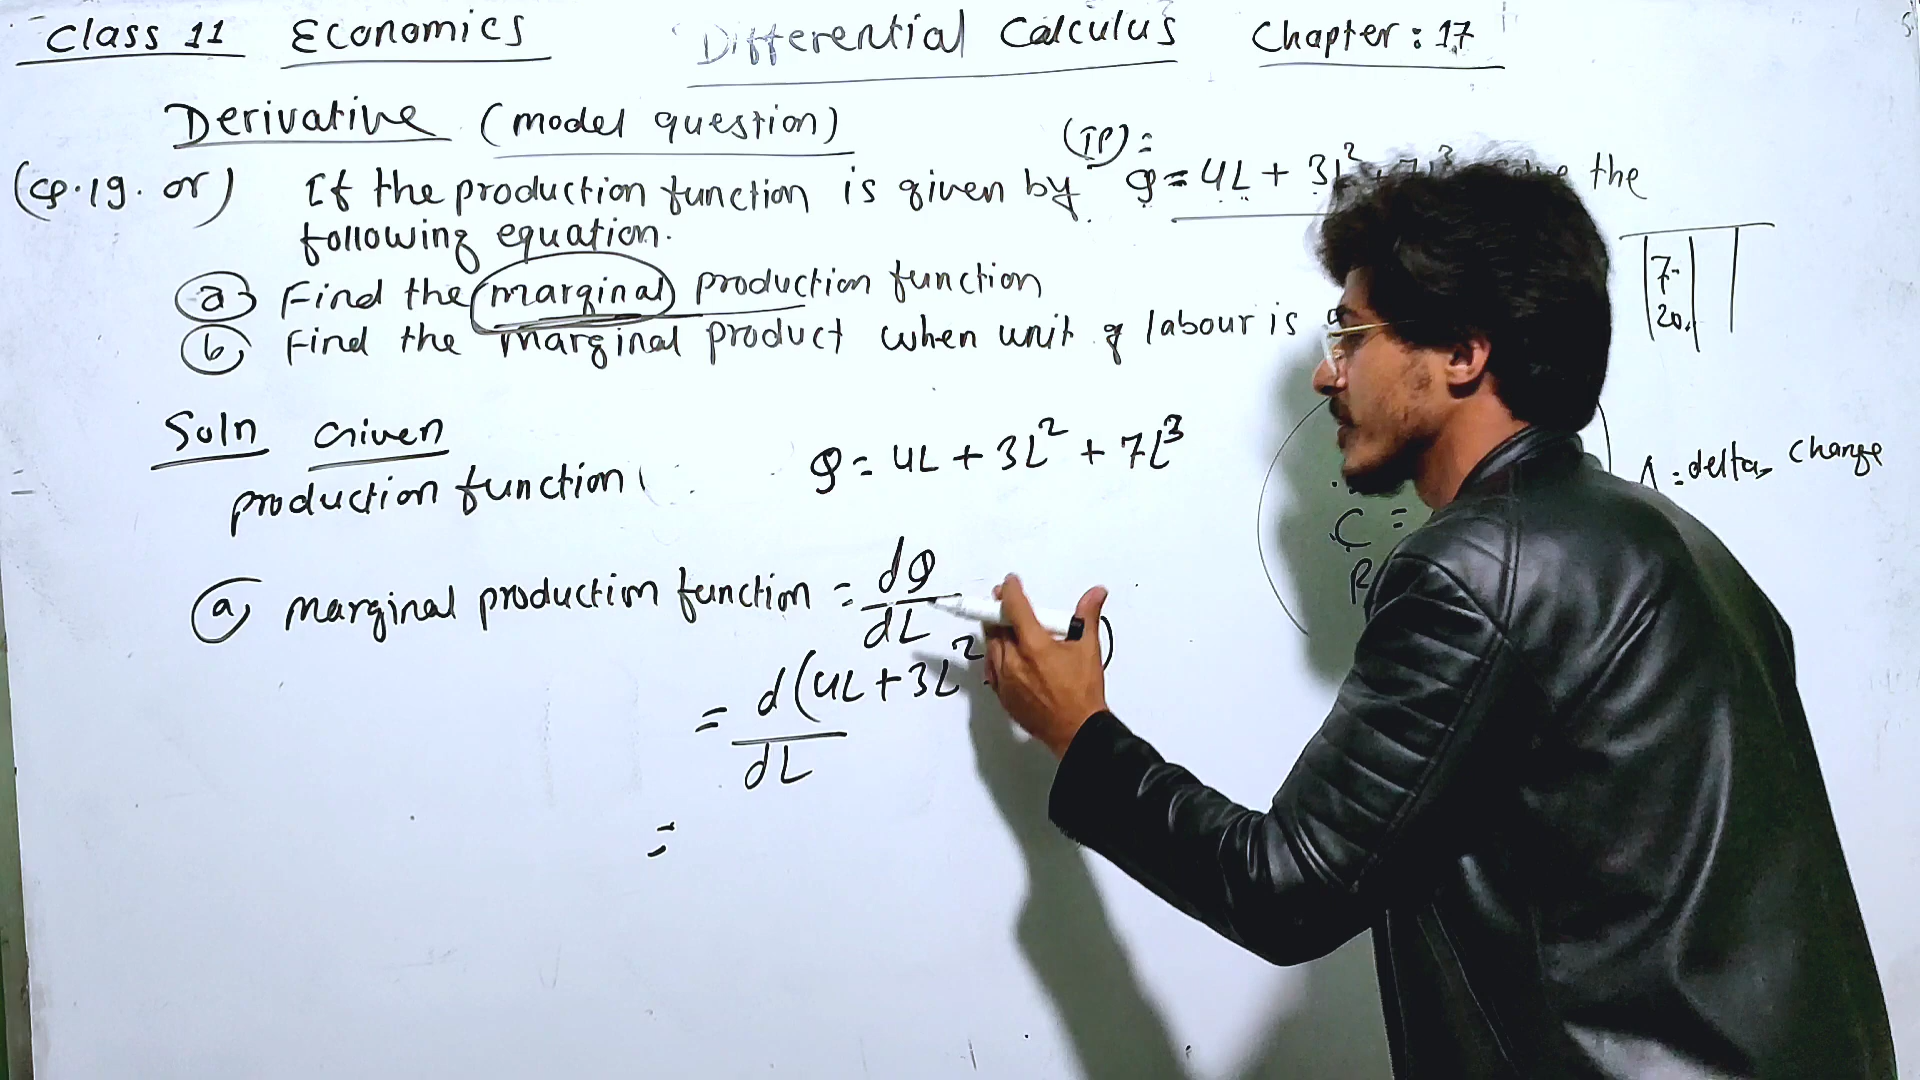 Class 11 Economics Differential Calculus Chapter: 17
Derivative (model question)
(TP) =
(Q.19. or) If the production function is given by Q = 4L + 3L² + 7L³ the
following equation.
a) Find the marginal production function
b) Find the marginal product when unit of labour is
7
20
Soln Given
production function Q = 4L + 3L² + 7L³
Δ = delta, change
C =
R
a) marginal production function = dQ/dL
= d(4L+3L² )/dL
=